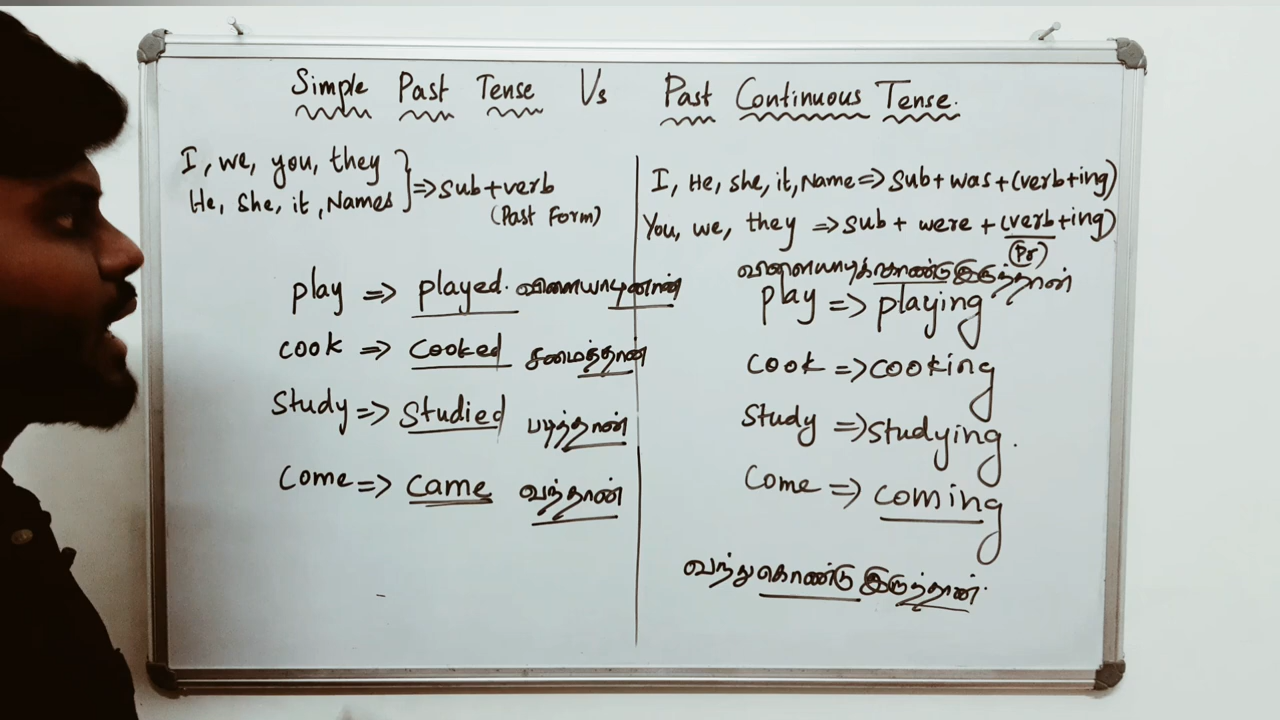 Simple Past Tense Vs Past Continuous Tense.
I, we, you, they
He, She, it, Names } => sub+verb
(Past Form)
play => played. விளையாடினான்
cook => cooked சமைத்தான்
Study => Studied படித்தான்
Come => came வந்தான்
I, He, she, it, Name => Sub + was + (verb+ing)
You, we, they => sub + were + (verb+ing)
(Pr)
விளையாடிக்கொண்டு இருந்தான்
play => playing
Cook => cooking
Study => studying.
Come => coming
வந்துகொண்டு இருந்தான்.